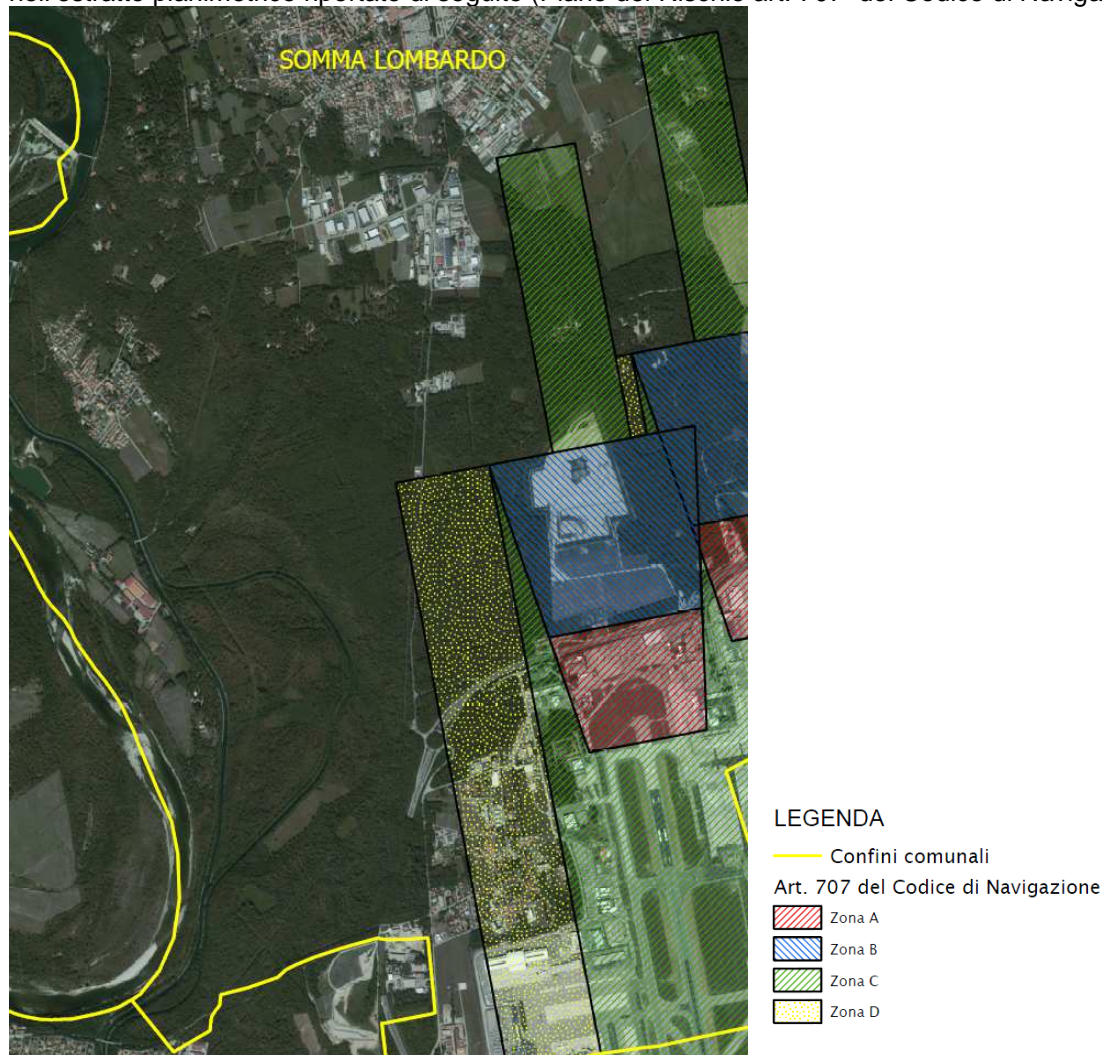 SOMMA LOMBARDO
LEGENDA
Confini comunali
Art. 707 del Codice di Navigazione
Zona A
Zona B
Zona C
Zona D